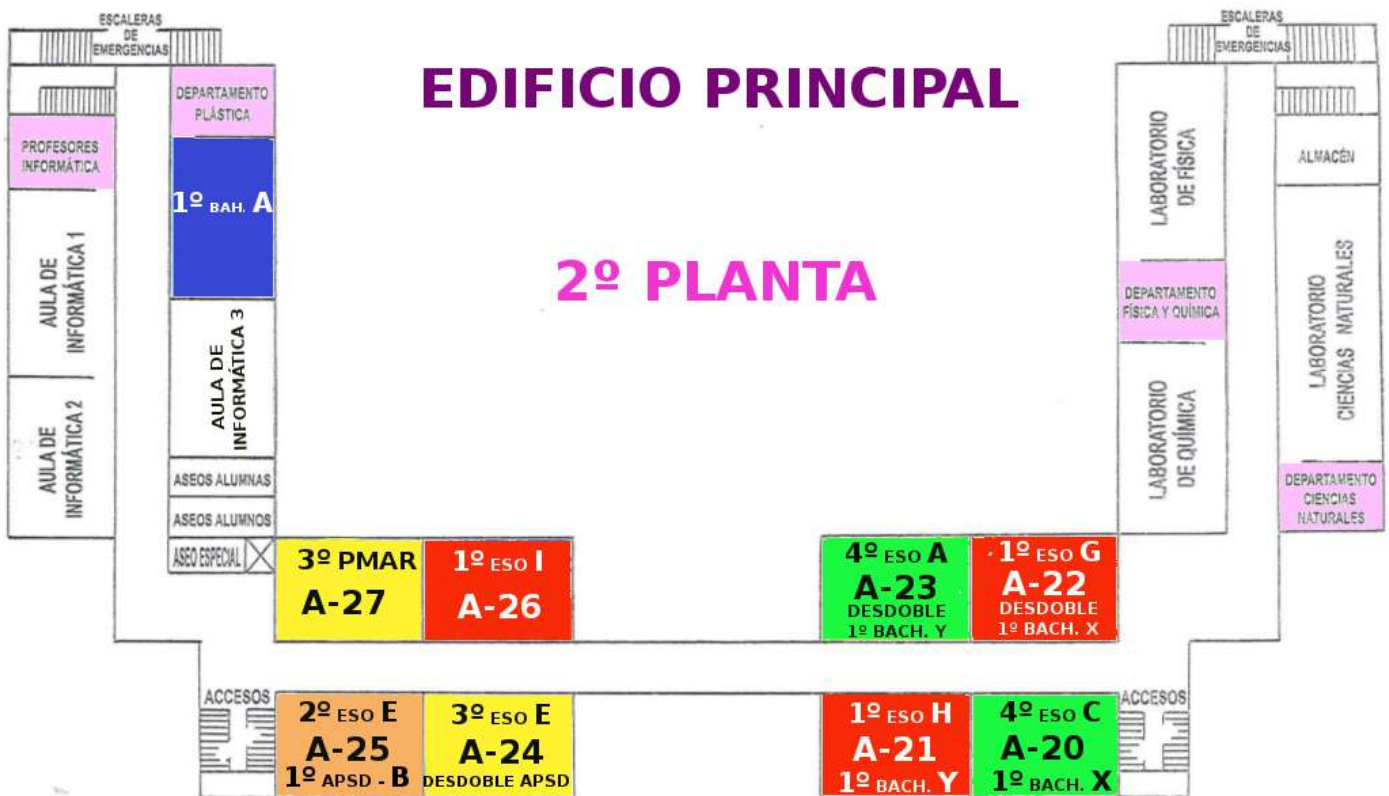 ESCALERAS
DE
EMERGENCIAS
ESCALERAS
DE
EMERGENCIAS
EDIFICIO PRINCIPAL
2º PLANTA
DEPARTAMENTO
PLÁSTICA
PROFESORES
INFORMÁTICA
1º BAH. A
AULA DE
INFORMÁTICA 1
AULA DE
INFORMÁTICA 3
AULA DE
INFORMÁTICA 2
ASEOS ALUMNAS
ASEOS ALUMNOS
ASEO ESPECIAL
LABORATORIO
DE FÍSICA
ALMACÉN
DEPARTAMENTO
FÍSICA Y QUÍMICA
LABORATORIO
CIENCIAS NATURALES
LABORATORIO
DE QUÍMICA
DEPARTAMENTO
CIENCIAS
NATURALES
3º PMAR
A-27
1º ESO I
A-26
4º ESO A
A-23
DESDOBLE
1º BACH. Y
1º ESO G
A-22
DESDOBLE
1º BACH. X
ACCESOS
2º ESO E
A-25
1º APSD - B
3º ESO E
A-24
DESDOBLE APSD
1º ESO H
A-21
1º BACH. Y
4º ESO C
A-20
1º BACH. X
ACCESOS